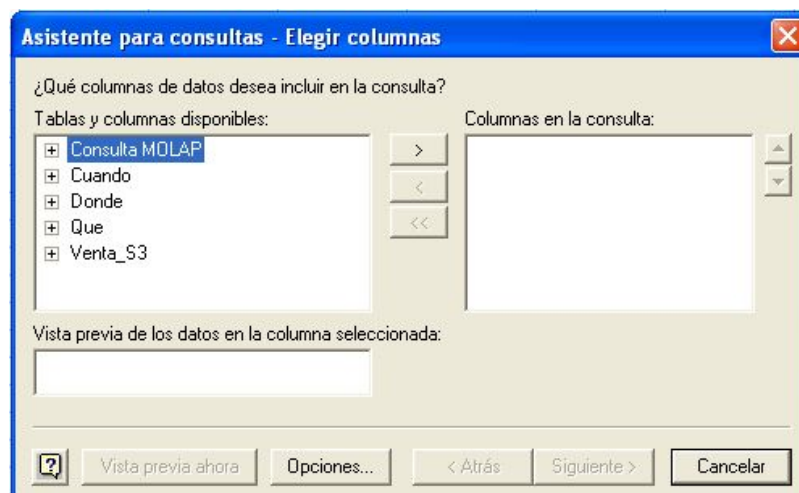 Asistente para consultas - Elegir columnas
¿Qué columnas de datos desea incluir en la consulta?
Tablas y columnas disponibles:
Columnas en la consulta:
Consulta MOLAP
Cuando
Donde
Que
Venta_S3
>
<
<<
Vista previa de los datos en la columna seleccionada:
Vista previa ahora
Opciones...
< Atrás
Siguiente >
Cancelar